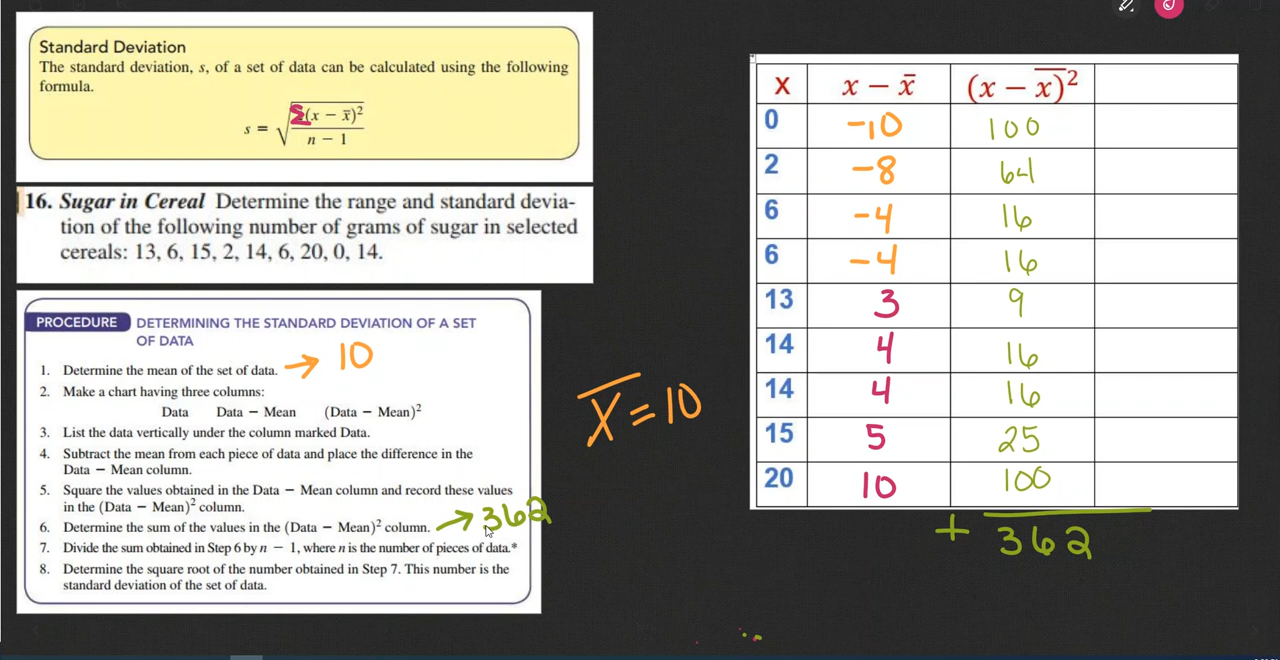 Standard Deviation
The standard deviation, s, of a set of data can be calculated using the following
formula.
s = √(Σ(x − x̄)² / n − 1)
16. Sugar in Cereal Determine the range and standard devia-
tion of the following number of grams of sugar in selected
cereals: 13, 6, 15, 2, 14, 6, 20, 0, 14.
PROCEDURE DETERMINING THE STANDARD DEVIATION OF A SET
OF DATA
1. Determine the mean of the set of data. → 10
2. Make a chart having three columns:
Data Data − Mean (Data − Mean)²
3. List the data vertically under the column marked Data.
4. Subtract the mean from each piece of data and place the difference in the
Data − Mean column.
5. Square the values obtained in the Data − Mean column and record these values
in the (Data − Mean)² column.
6. Determine the sum of the values in the (Data − Mean)² column. → 362
7. Divide the sum obtained in Step 6 by n − 1, where n is the number of pieces of data.*
8. Determine the square root of the number obtained in Step 7. This number is the
standard deviation of the set of data.
x̄ = 10
X x − x̄ (x − x̄)²
0 −10 100
2 −8 64
6 −4 16
6 −4 16
13 3 9
14 4 16
14 4 16
15 5 25
20 10 100
+ 362